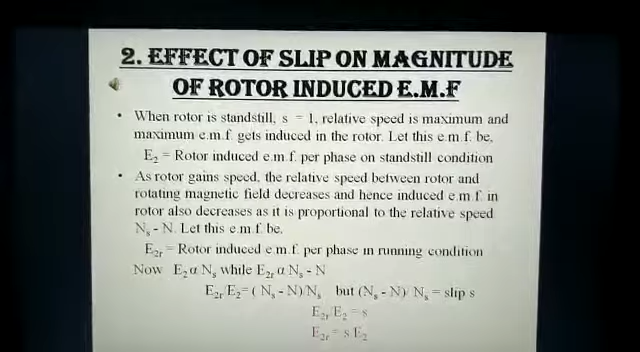 2. EFFECT OF SLIP ON MAGNITUDE
OF ROTOR INDUCED E.M.F
• When rotor is standstill, s = 1, relative speed is maximum and
maximum e.m.f. gets induced in the rotor. Let this e.m.f. be,
E₂ = Rotor induced e.m.f. per phase on standstill condition
• As rotor gains speed, the relative speed between rotor and
rotating magnetic field decreases and hence induced e.m.f. in
rotor also decreases as it is proportional to the relative speed
Nₛ - N. Let this e.m.f. be.
E₂ᵣ = Rotor induced e.m.f. per phase in running condition
Now E₂ α Nₛ while E₂ᵣ α Nₛ - N
E₂ᵣ/E₂= ( Nₛ - N)/Nₛ but (Nₛ - N)/ Nₛ = slip s
E₂ᵣ/E₂ = s
E₂ᵣ = s E₂